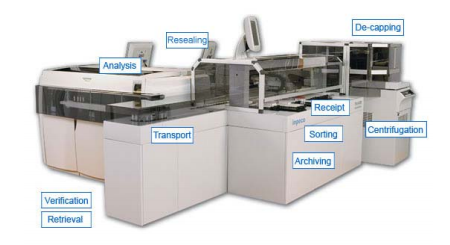 De-capping
Resealing
Analysis
Receipt
Transport
Sorting
Centrifugation
Archiving
Verification
Retrieval